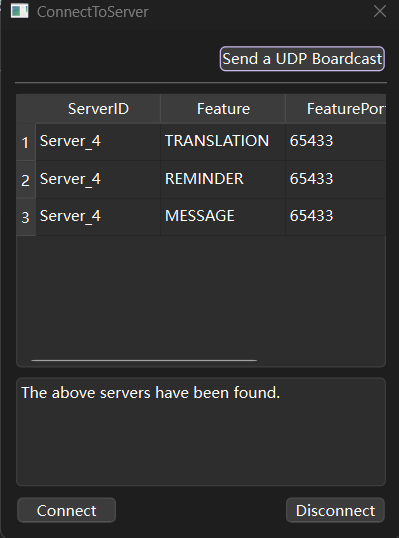 ConnectToServer
Send a UDP Boardcast
ServerID Feature FeaturePor
1 Server_4 TRANSLATION 65433
2 Server_4 REMINDER 65433
3 Server_4 MESSAGE 65433
The above servers have been found.
Connect Disconnect